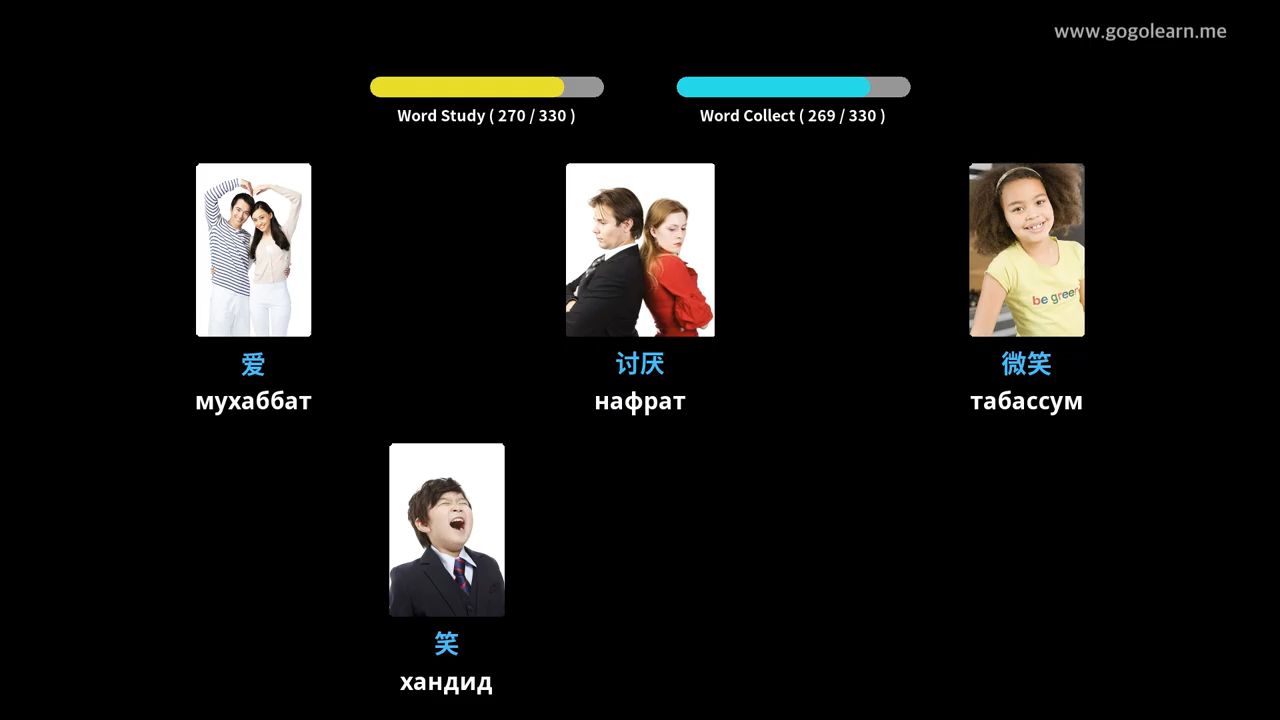 www.gogolearn.me
Word Study ( 270 / 330 )
Word Collect ( 269 / 330 )
be green
爱
讨厌
微笑
мухаббат
нафрат
табассум
笑
хандид